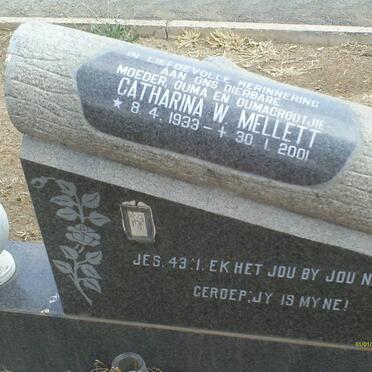 IN LIEFDEVOLLE HERINNERING
AAN ONS DIERBARE
MOEDER OUMA EN OUMAGROOTJIE
CATHARINA W. MELLETT
* 8. 4. 1933 - + 30. 1. 2001
JES. 43:1. EK HET JOU BY JOU N
GEROEP; JY IS MYNE!